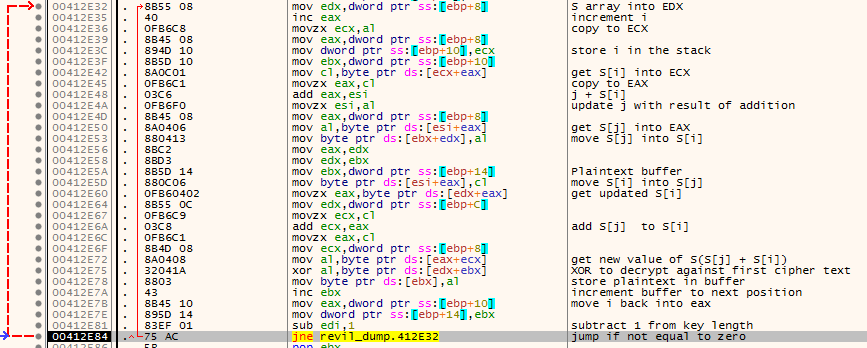 00412E32 8B55 08 mov edx,dword ptr ss:[ebp+8] S array into EDX
00412E35 40 inc eax increment i
00412E36 0FB6C8 movzx ecx,al copy to ECX
00412E39 8B45 08 mov eax,dword ptr ss:[ebp+8]
00412E3C 894D 10 mov dword ptr ss:[ebp+10],ecx store i in the stack
00412E3F 8B5D 10 mov ebx,dword ptr ss:[ebp+10]
00412E42 8A0C01 mov cl,byte ptr ds:[ecx+eax] get S[i] into ECX
00412E45 0FB6C1 movzx eax,cl copy to EAX
00412E48 03C6 add eax,esi j + S[i]
00412E4A 0FB6F0 movzx esi,al update j with result of addition
00412E4D 8B45 08 mov eax,dword ptr ss:[ebp+8]
00412E50 8A0406 mov al,byte ptr ds:[esi+eax] get S[j] into EAX
00412E53 880413 mov byte ptr ds:[ebx+edx],al move S[j] into S[i]
00412E56 8BC2 mov eax,edx
00412E58 8BD3 mov edx,ebx
00412E5A 8B5D 14 mov ebx,dword ptr ss:[ebp+14] Plaintext buffer
00412E5D 880C06 mov byte ptr ds:[esi+eax],cl move S[i] into S[j]
00412E60 0FB60402 movzx eax,byte ptr ds:[edx+eax] get updated S[i]
00412E64 8B55 0C mov edx,dword ptr ss:[ebp+C]
00412E67 0FB6C9 movzx ecx,cl
00412E6A 03C8 add ecx,eax add S[j] to S[i]
00412E6C 0FB6C1 movzx eax,cl
00412E6F 8B4D 08 mov ecx,dword ptr ss:[ebp+8]
00412E72 8A0408 mov al,byte ptr ds:[eax+ecx] get new value of S(S[j] + S[i])
00412E75 32041A xor al,byte ptr ds:[edx+ebx] XOR to decrypt against first cipher text
00412E78 8803 mov byte ptr ds:[ebx],al store plaintext in buffer
00412E7A 43 inc ebx increment buffer to next position
00412E7B 8B45 10 mov eax,dword ptr ss:[ebp+10] move i back into eax
00412E7E 895D 14 mov dword ptr ss:[ebp+14],ebx
00412E81 83EF 01 sub edi,1 subtract 1 from key length
00412E84 75 AC jne revil_dump.412E32 jump if not equal to zero